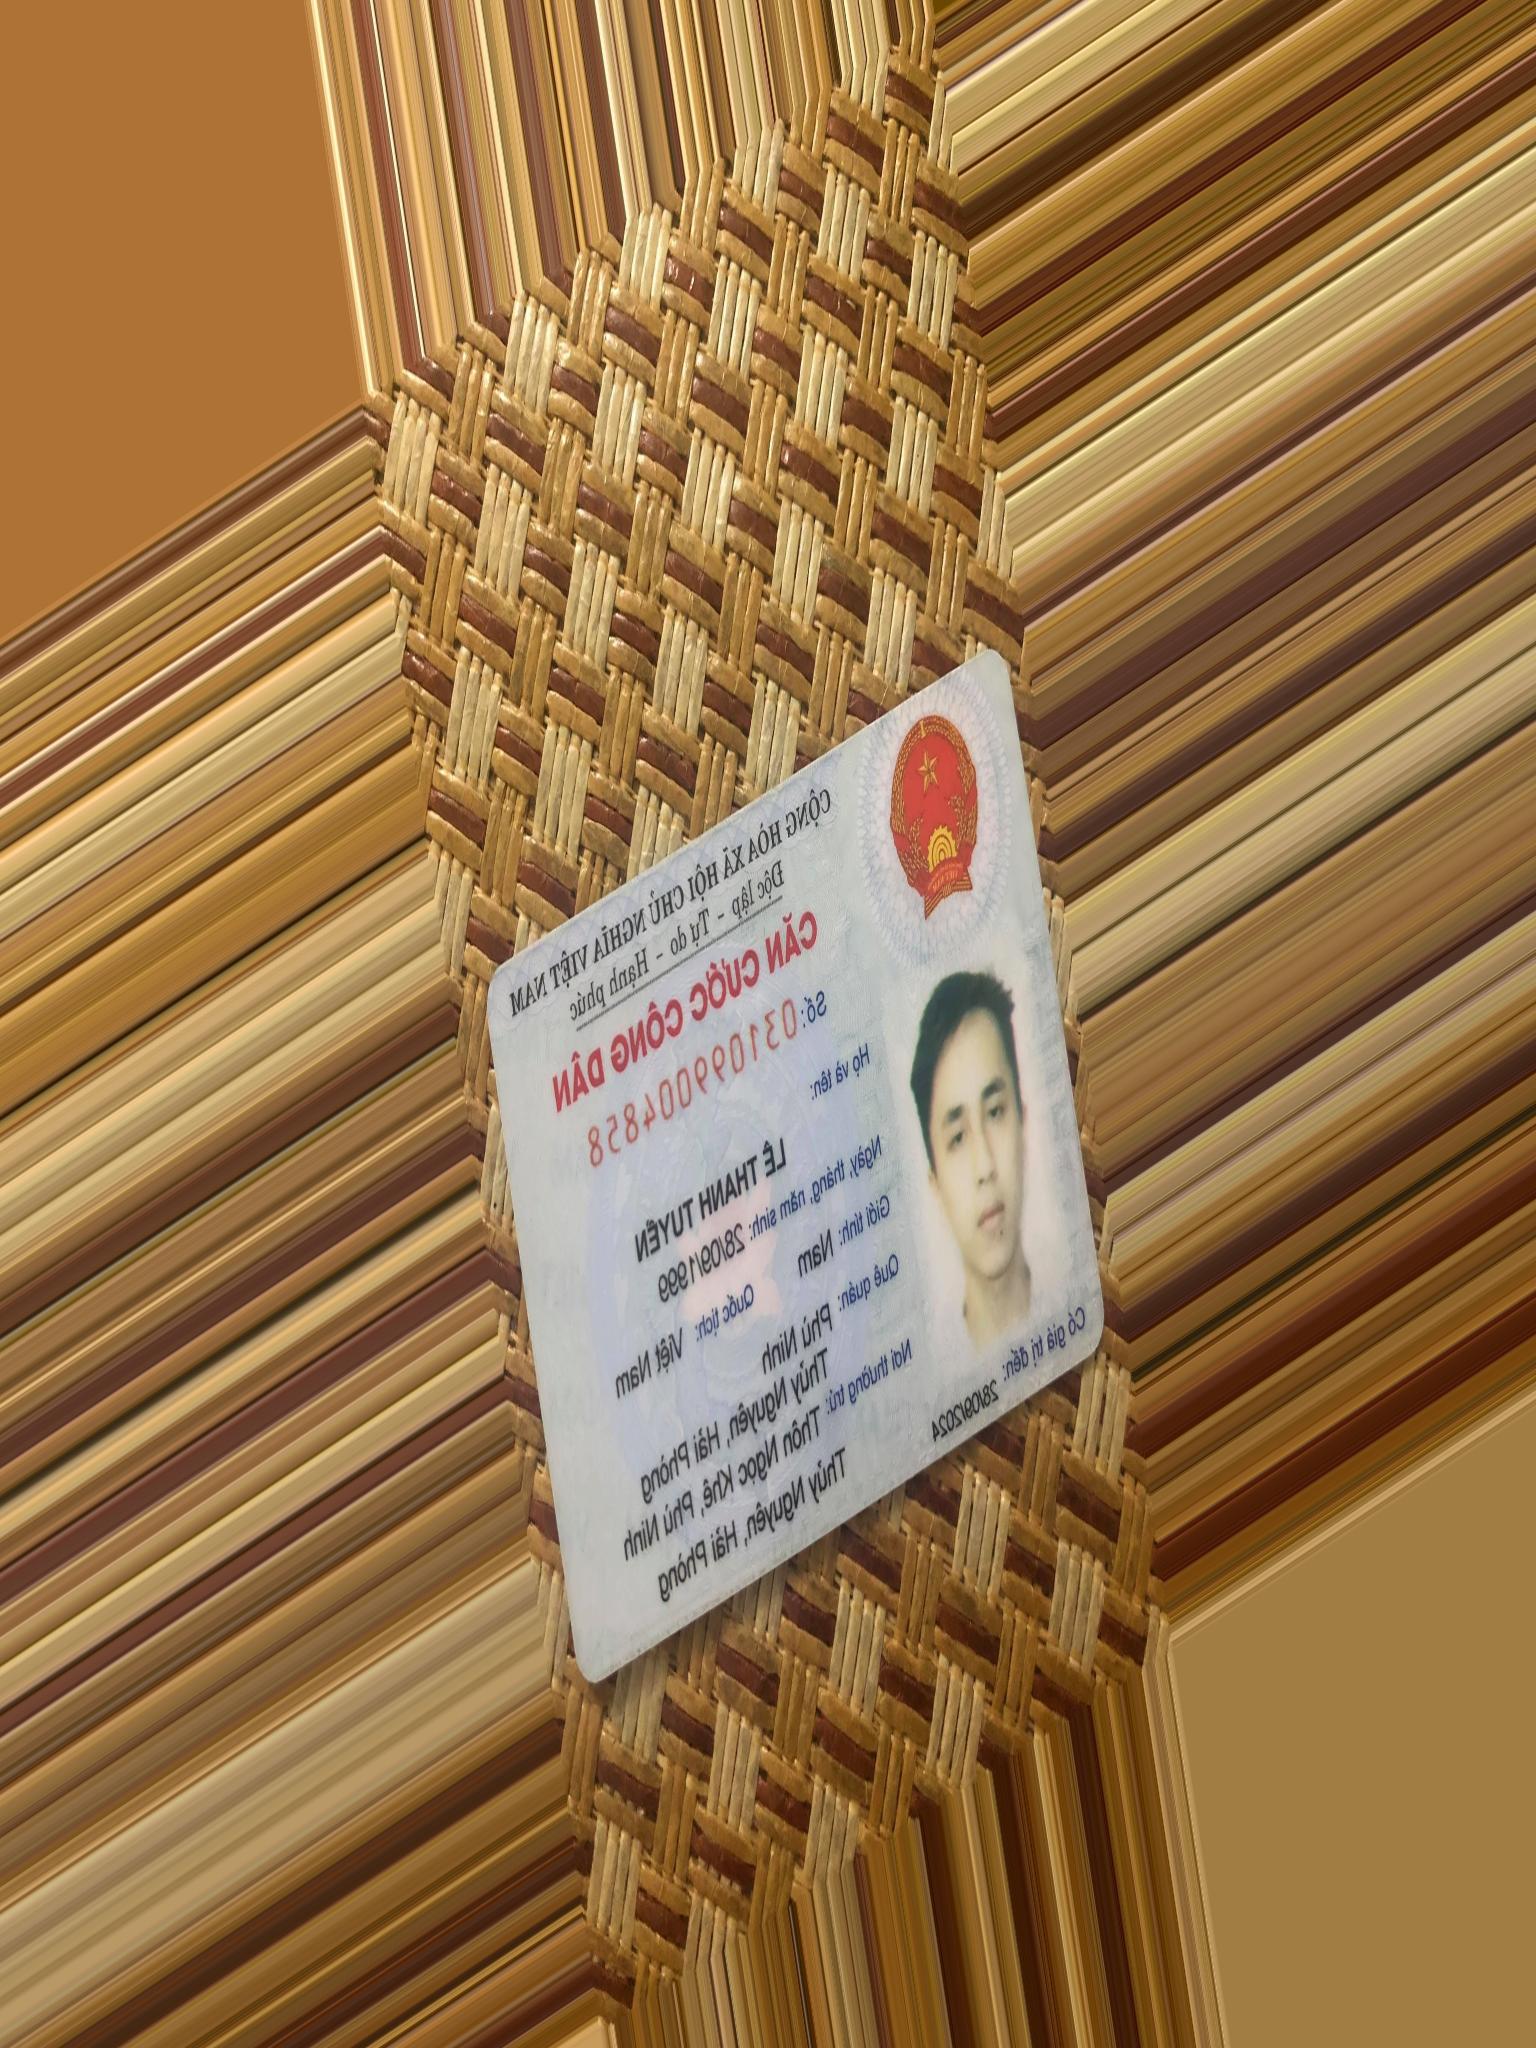 CỘNG HÒA XÃ HỘI CHỦ NGHĨA VIỆT NAM
Độc lập - Tự do - Hạnh phúc
CĂN CƯỚC CÔNG DÂN
Số: 031099004858
Họ và tên:
LÊ THANH TUYỀN
Ngày, tháng, năm sinh: 28/09/1999
Giới tính: Nam Quốc tịch: Việt Nam
Quê quán: Phù Ninh
Thủy Nguyên, Hải Phòng
Nơi thường trú: Thôn Ngọc Khê, Phù Ninh
Thủy Nguyên, Hải Phòng
Có giá trị đến: 28/09/2024